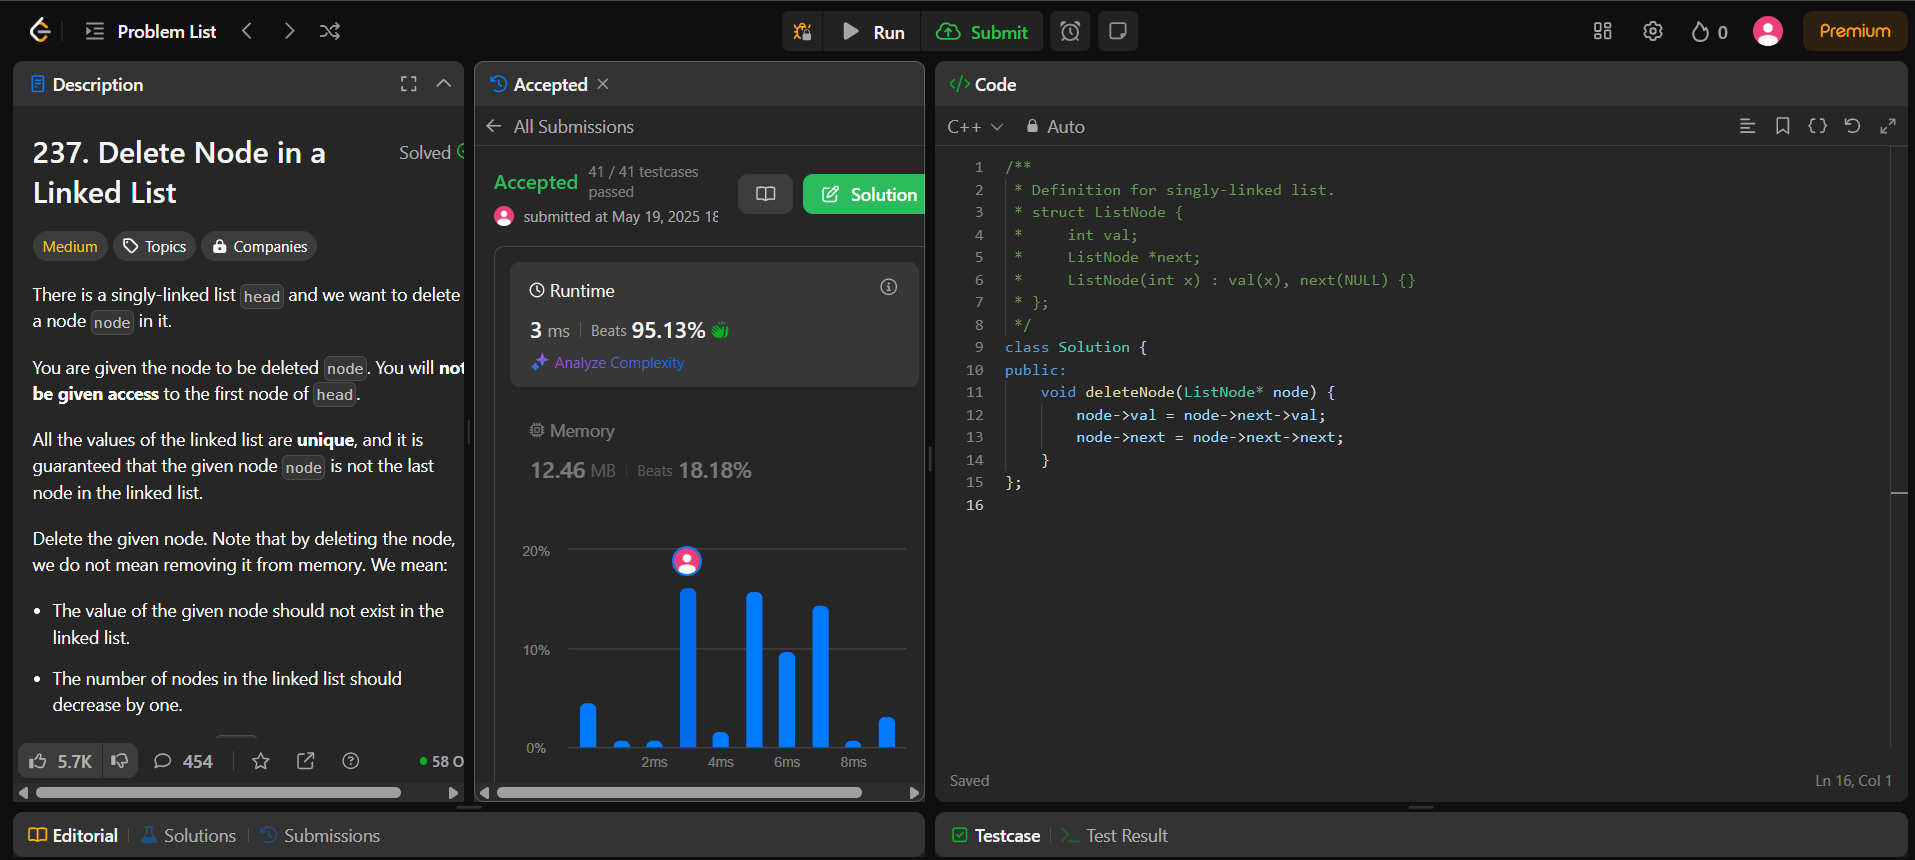 Problem List
Run
Submit
0
Premium
Description
237. Delete Node in a
Linked List
Solved
Medium
Topics
Companies
There is a singly-linked list head and we want to delete
a node node in it.
You are given the node to be deleted node. You will not
be given access to the first node of head.
All the values of the linked list are unique, and it is
guaranteed that the given node node is not the last
node in the linked list.
Delete the given node. Note that by deleting the node,
we do not mean removing it from memory. We mean:
• The value of the given node should not exist in the
linked list.
• The number of nodes in the linked list should
decrease by one.
5.7K
454
58 O
Editorial
Solutions
Submissions
Accepted
All Submissions
Accepted
41 / 41 testcases
passed
submitted at May 19, 2025 18
Solution
Runtime
3 ms
Beats 95.13%
Analyze Complexity
Memory
12.46 MB
Beats 18.18%
20%
10%
0%
2ms
4ms
6ms
8ms
</> Code
C++
Auto
1 /**
2  * Definition for singly-linked list.
3  * struct ListNode {
4  *     int val;
5  *     ListNode *next;
6  *     ListNode(int x) : val(x), next(NULL) {}
7  * };
8  */
9 class Solution {
10 public:
11     void deleteNode(ListNode* node) {
12         node->val = node->next->val;
13         node->next = node->next->next;
14     }
15 };
16
Saved
Ln 16, Col 1
Testcase
Test Result